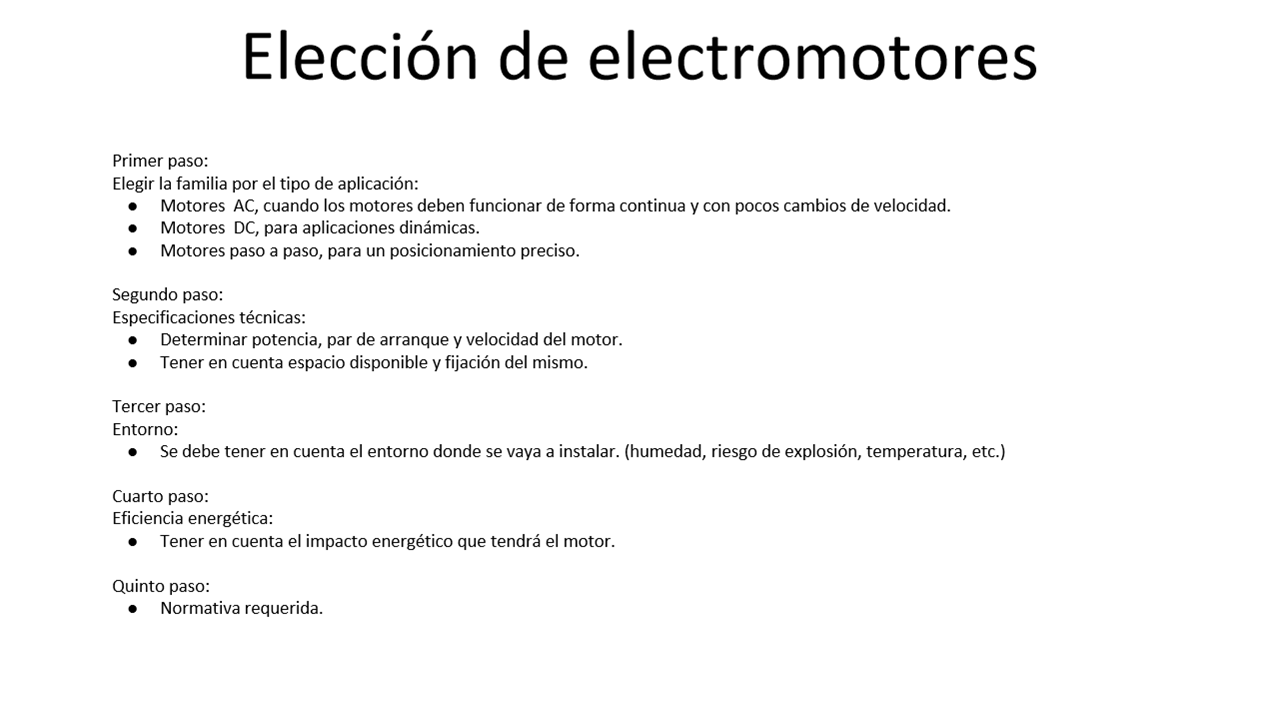 Elección de electromotores
Primer paso:
Elegir la familia por el tipo de aplicación:
● Motores  AC, cuando los motores deben funcionar de forma continua y con pocos cambios de velocidad.
● Motores  DC, para aplicaciones dinámicas.
● Motores paso a paso, para un posicionamiento preciso.
Segundo paso:
Especificaciones técnicas:
● Determinar potencia, par de arranque y velocidad del motor.
● Tener en cuenta espacio disponible y fijación del mismo.
Tercer paso:
Entorno:
● Se debe tener en cuenta el entorno donde se vaya a instalar. (humedad, riesgo de explosión, temperatura, etc.)
Cuarto paso:
Eficiencia energética:
● Tener en cuenta el impacto energético que tendrá el motor.
Quinto paso:
● Normativa requerida.